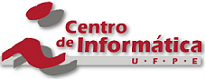 Centro
de Informática
U F P E